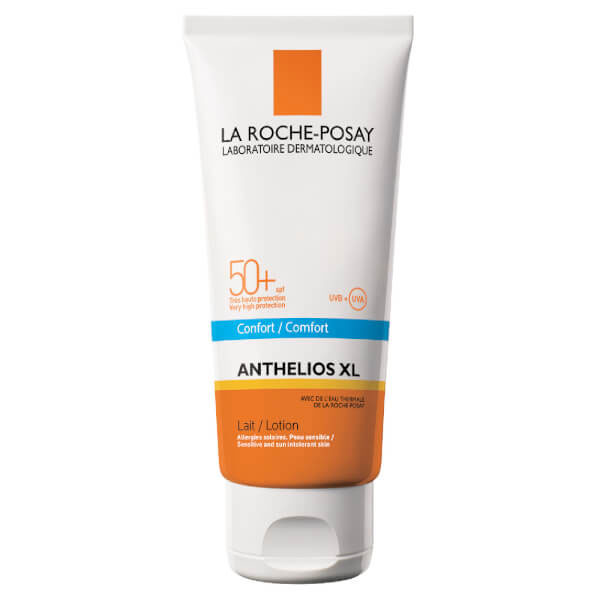 LA ROCHE-POSAY
LABORATOIRE DERMATOLOGIQUE
50+ spf
Très haute protection
Very high protection
UVB + UVA
Confort / Comfort
ANTHELIOS XL
AVEC DE L'EAU THERMALE
DE LA ROCHE-POSAY
Lait / Lotion
Allergies solaires. Peau sensible /
Sensitive and sun intolerant skin